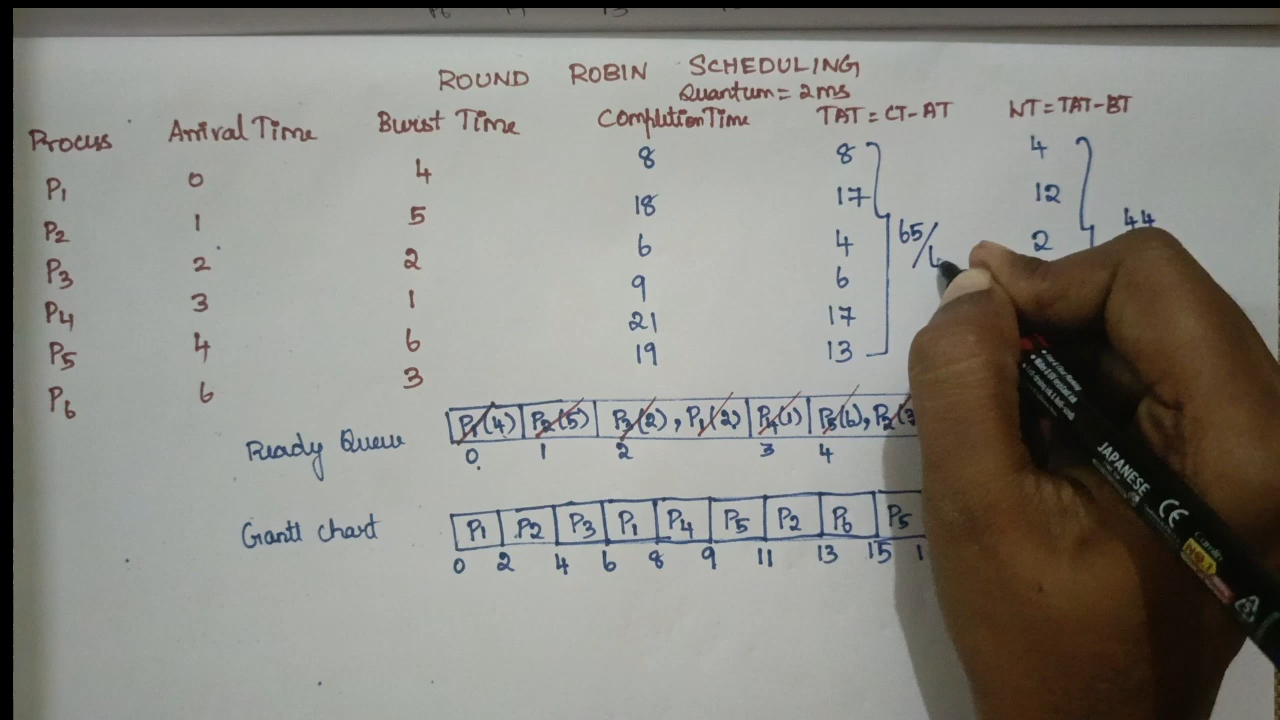 ROUND ROBIN SCHEDULING
Quantum = 2ms
Process Arrival Time Burst Time Completion Time TAT = CT - AT WT = TAT - BT
P1 0 4 8 8 4
P2 1 5 18 17 12
P3 2 2 6 4 2
P4 3 1 9 6
P5 4 6 21 17
P6 6 3 19 13
65/
44
Ready Queue P1(4) P2(5) P3(2), P1(2) P4(1) P5(6), P2(3
0 1 2 3 4
Gantt chart P1 P2 P3 P1 P4 P5 P2 P6 P5
0 2 4 6 8 9 11 13 15 1
JAPANESE
CE